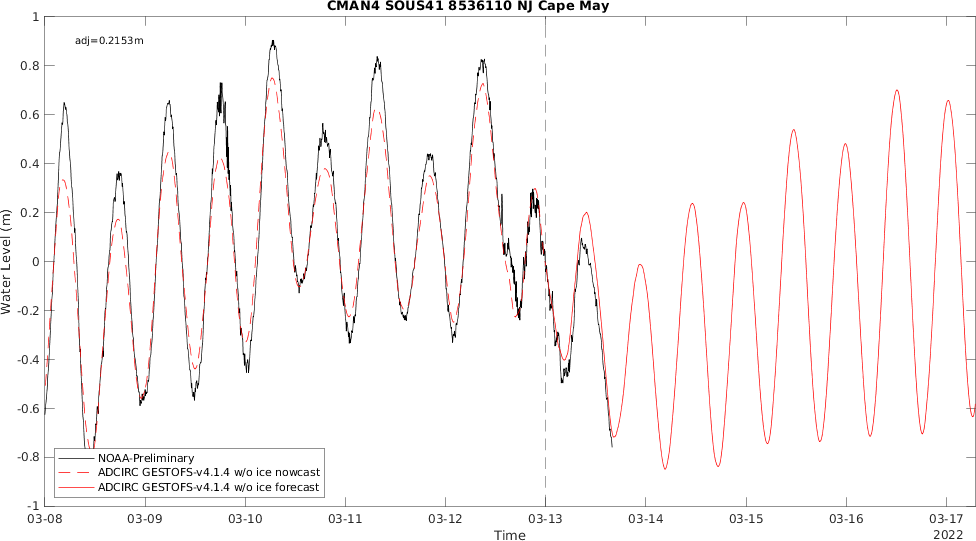 CMAN4 SOUS41 8536110 NJ Cape May
adj=0.2153m
Water Level (m)
1
0.8
0.6
0.4
0.2
0
-0.2
-0.4
-0.6
-0.8
-1
NOAA-Preliminary
ADCIRC GESTOFS-v4.1.4 w/o ice nowcast
ADCIRC GESTOFS-v4.1.4 w/o ice forecast
03-08 03-09 03-10 03-11 03-12 03-13 03-14 03-15 03-16 03-17
Time
2022